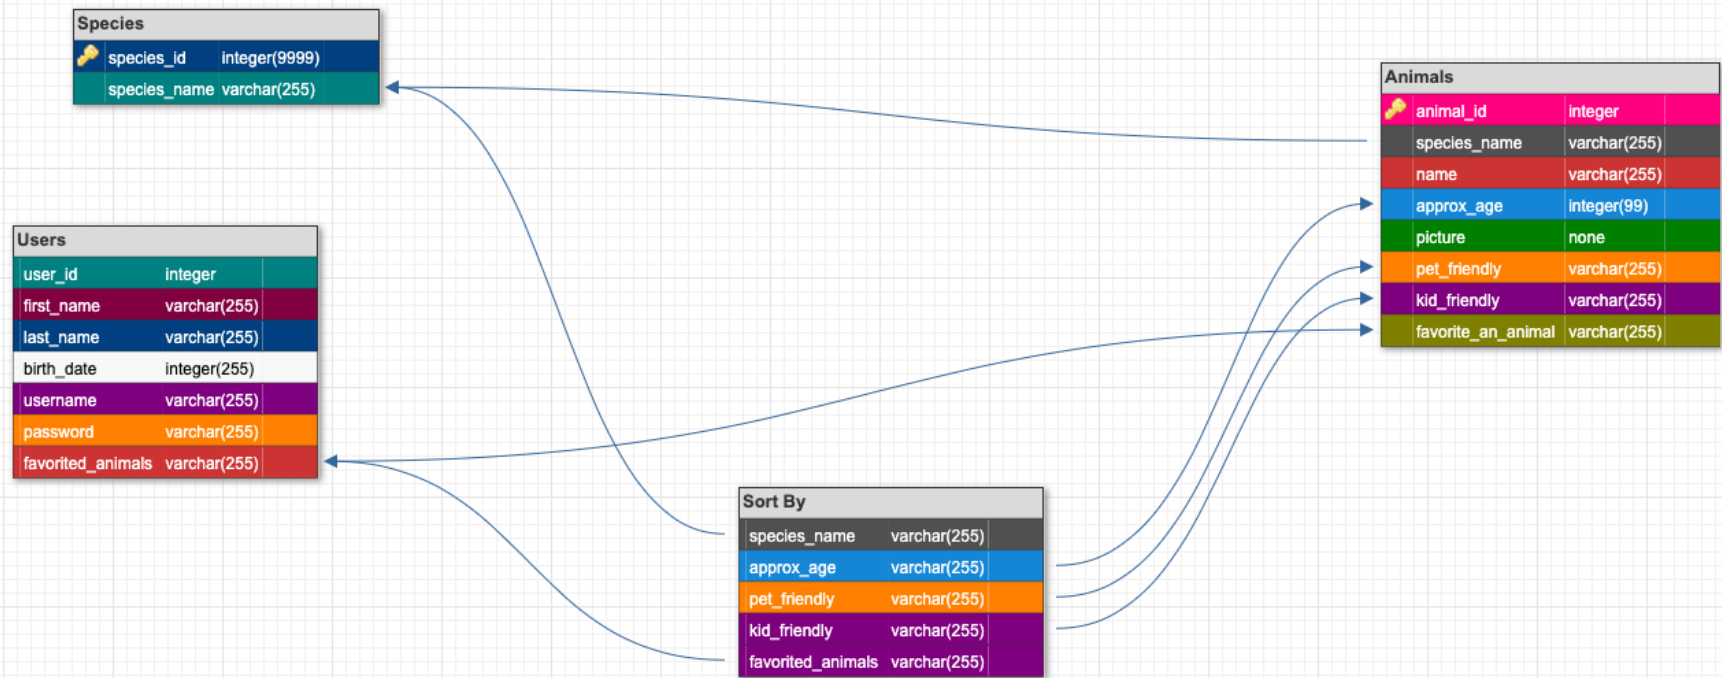 Species
species_id integer(9999)
species_name varchar(255)
Animals
animal_id integer
species_name varchar(255)
name varchar(255)
approx_age integer(99)
picture none
pet_friendly varchar(255)
kid_friendly varchar(255)
favorite_an_animal varchar(255)
Users
user_id integer
first_name varchar(255)
last_name varchar(255)
birth_date integer(255)
username varchar(255)
password varchar(255)
favorited_animals varchar(255)
Sort By
species_name varchar(255)
approx_age varchar(255)
pet_friendly varchar(255)
kid_friendly varchar(255)
favorited_animals varchar(255)